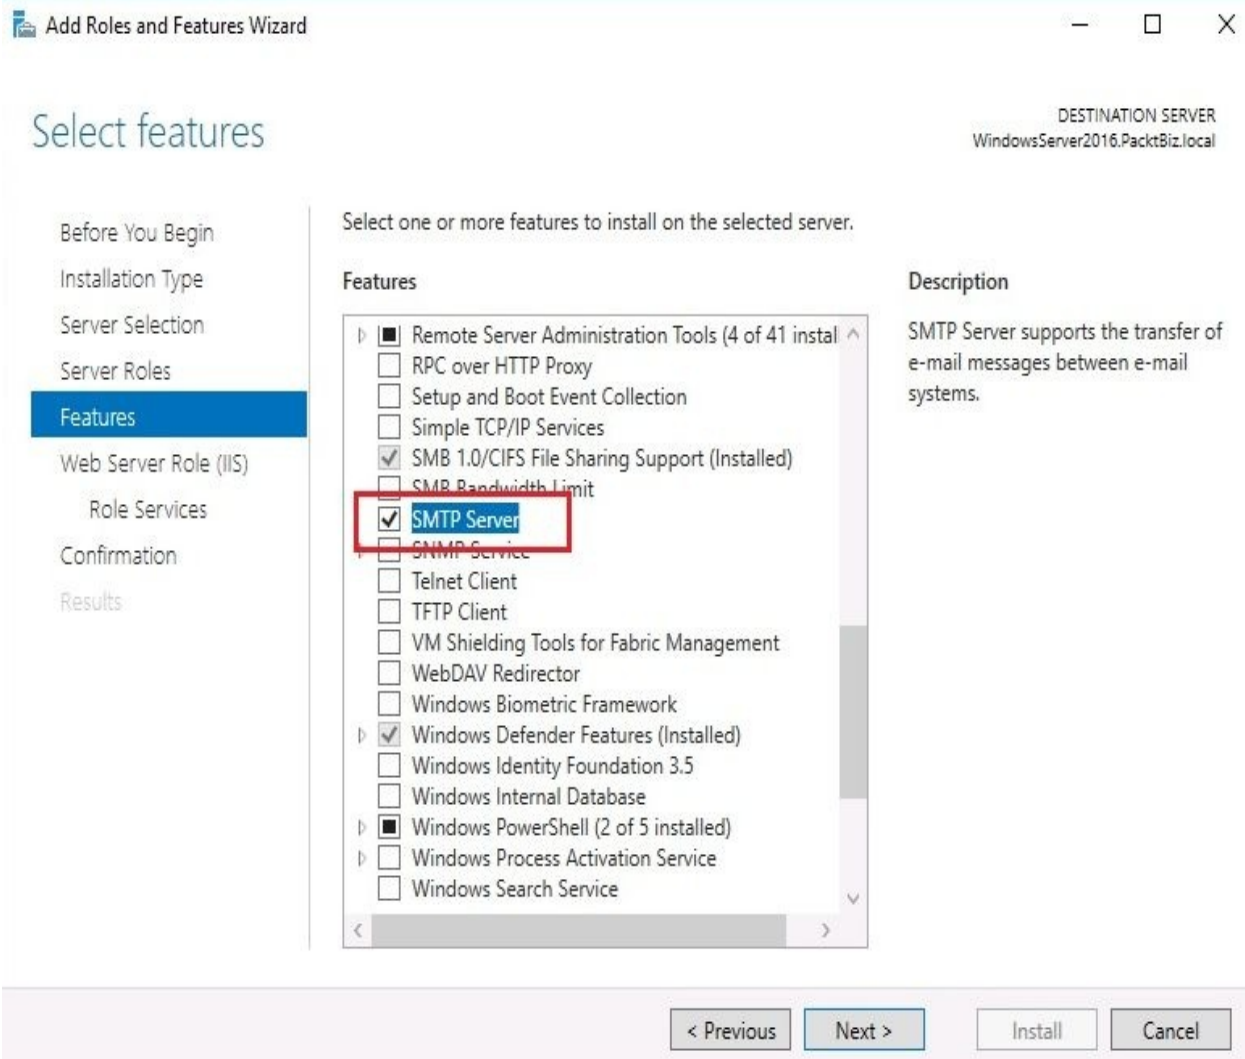 Add Roles and Features Wizard
Select features
DESTINATION SERVER
WindowsServer2016.PacktBiz.local
Before You Begin
Installation Type
Server Selection
Server Roles
Features
Web Server Role (IIS)
Role Services
Confirmation
Results
Select one or more features to install on the selected server.
Features
Remote Server Administration Tools (4 of 41 instal
RPC over HTTP Proxy
Setup and Boot Event Collection
Simple TCP/IP Services
SMB 1.0/CIFS File Sharing Support (Installed)
SMB Bandwidth Limit
SMTP Server
SNMP Service
Telnet Client
TFTP Client
VM Shielding Tools for Fabric Management
WebDAV Redirector
Windows Biometric Framework
Windows Defender Features (Installed)
Windows Identity Foundation 3.5
Windows Internal Database
Windows PowerShell (2 of 5 installed)
Windows Process Activation Service
Windows Search Service
Description
SMTP Server supports the transfer of
e-mail messages between e-mail
systems.
< Previous
Next >
Install
Cancel